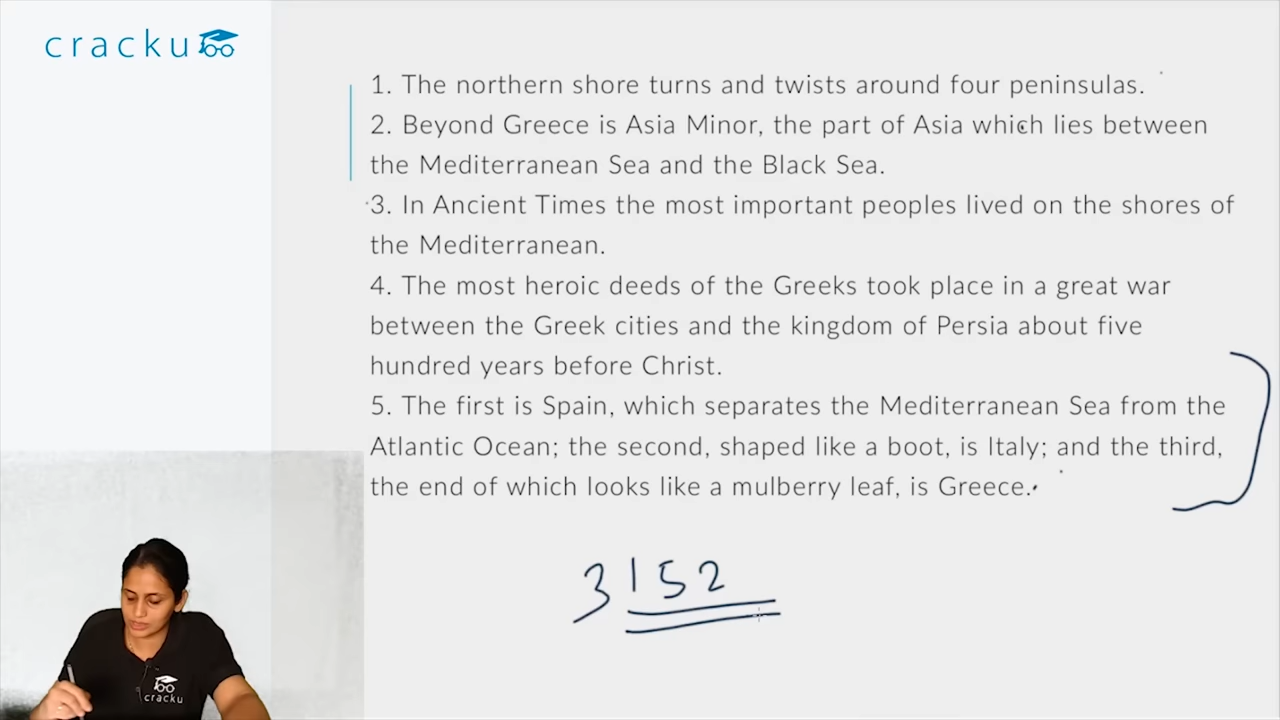 cracku
1. The northern shore turns and twists around four peninsulas.
2. Beyond Greece is Asia Minor, the part of Asia which lies between
the Mediterranean Sea and the Black Sea.
3. In Ancient Times the most important peoples lived on the shores of
the Mediterranean.
4. The most heroic deeds of the Greeks took place in a great war
between the Greek cities and the kingdom of Persia about five
hundred years before Christ.
5. The first is Spain, which separates the Mediterranean Sea from the
Atlantic Ocean; the second, shaped like a boot, is Italy; and the third,
the end of which looks like a mulberry leaf, is Greece.
3152
cracku